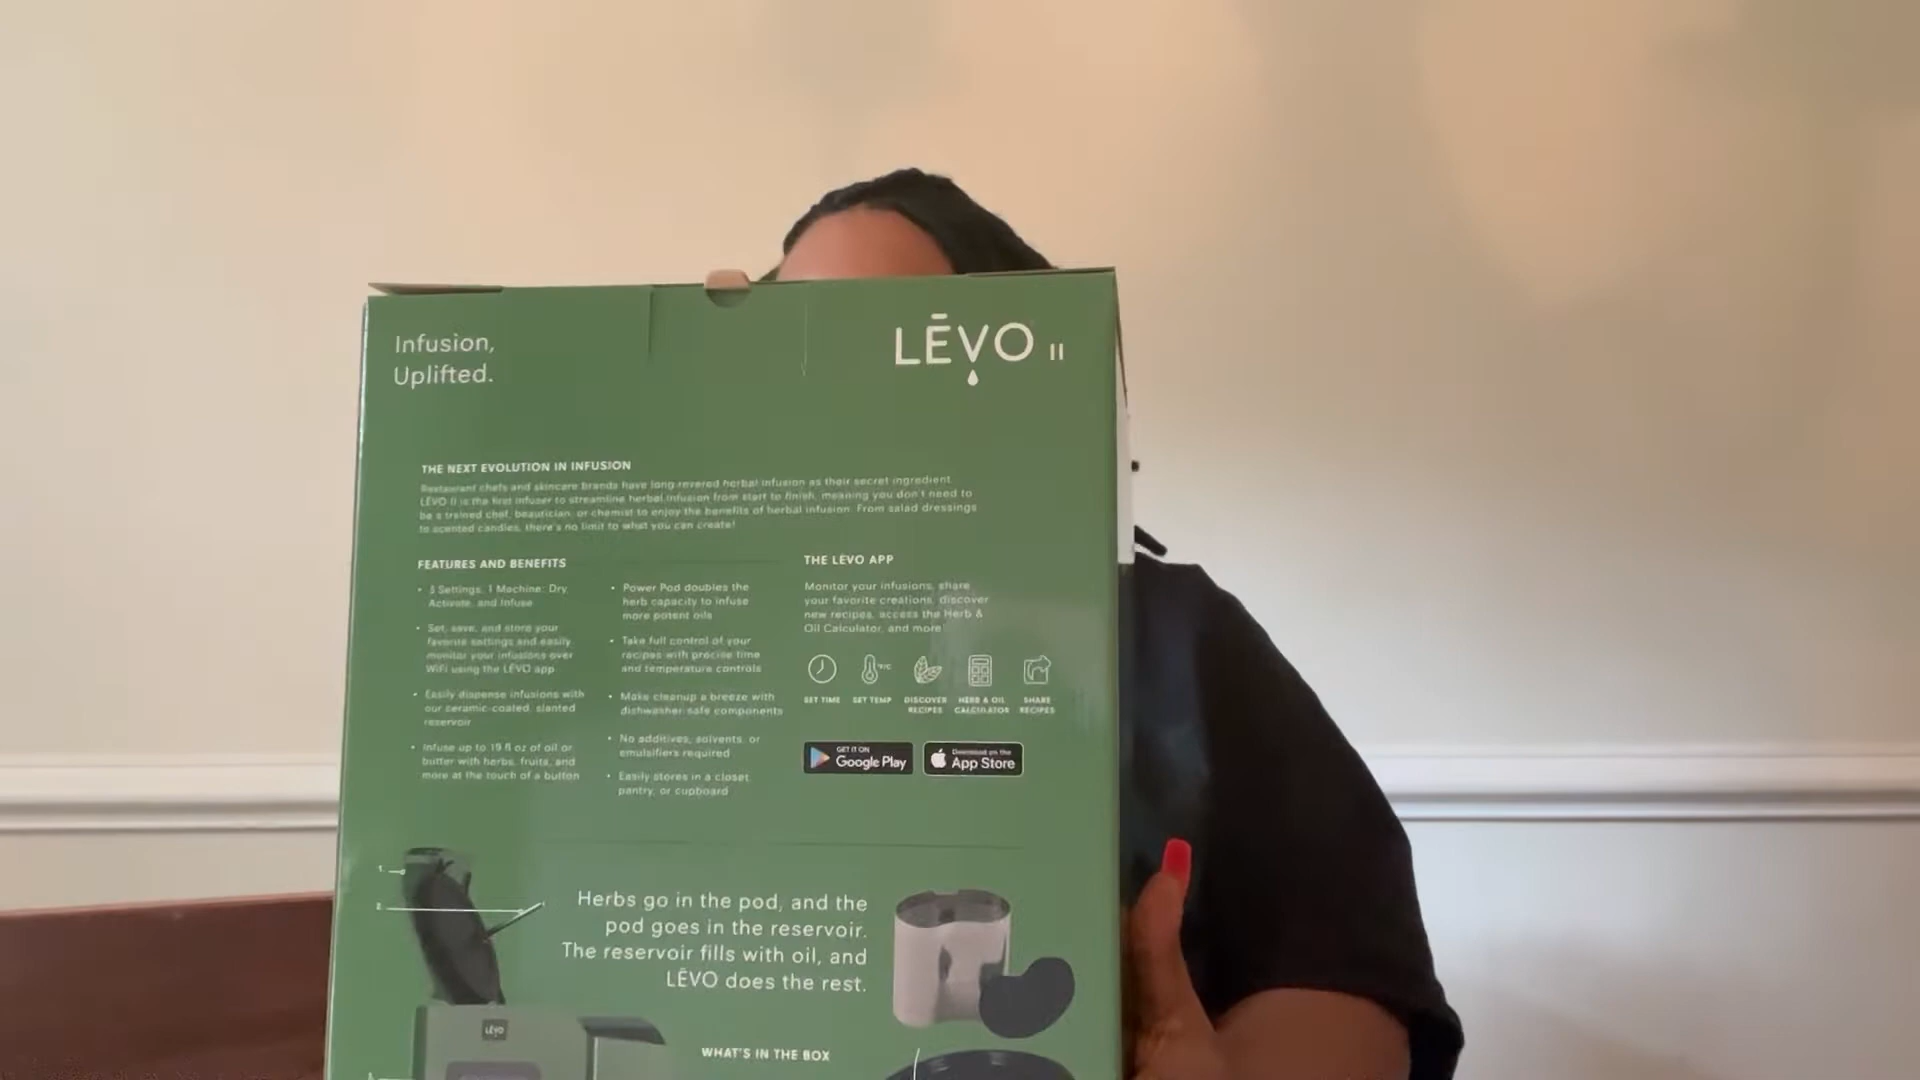 Infusion,
Uplifted.
LĒVO II
THE NEXT EVOLUTION IN INFUSION
Restaurant chefs and skincare brands have long revered herbal infusion as their secret ingredient.
LĒVO II is the first infuser to streamline herbal infusion from start to finish, meaning you don't need to
be a trained chef, beautician, or chemist to enjoy the benefits of herbal infusion. From salad dressings
to scented candles, there's no limit to what you can create!
FEATURES AND BENEFITS
• 3 Settings, 1 Machine: Dry,
Activate, and Infuse
• Set, save, and store your
favorite settings and easily
monitor your infusions over
WiFi using the LĒVO app
• Easily dispense infusions with
our ceramic-coated, slanted
reservoir
• Infuse up to 19 fl oz of oil or
butter with herbs, fruits, and
more at the touch of a button
• Power Pod doubles the
herb capacity to infuse
more potent oils
• Take full control of your
recipes with precise time
and temperature controls
• Make cleanup a breeze with
dishwasher-safe components
• No additives, solvents, or
emulsifiers required
• Easily stores in a closet,
pantry, or cupboard
THE LĒVO APP
Monitor your infusions, share
your favorite creations, discover
new recipes, access the Herb &
Oil Calculator, and more!
°F/C
SET TIME
SET TEMP
DISCOVER
RECIPES
HERB & OIL
CALCULATOR
SHARE
RECIPES
GET IT ON
Google Play
Download on the
App Store
1.
2.
Herbs go in the pod, and the
pod goes in the reservoir.
The reservoir fills with oil, and
LĒVO does the rest.
LĒVO
WHAT'S IN THE BOX